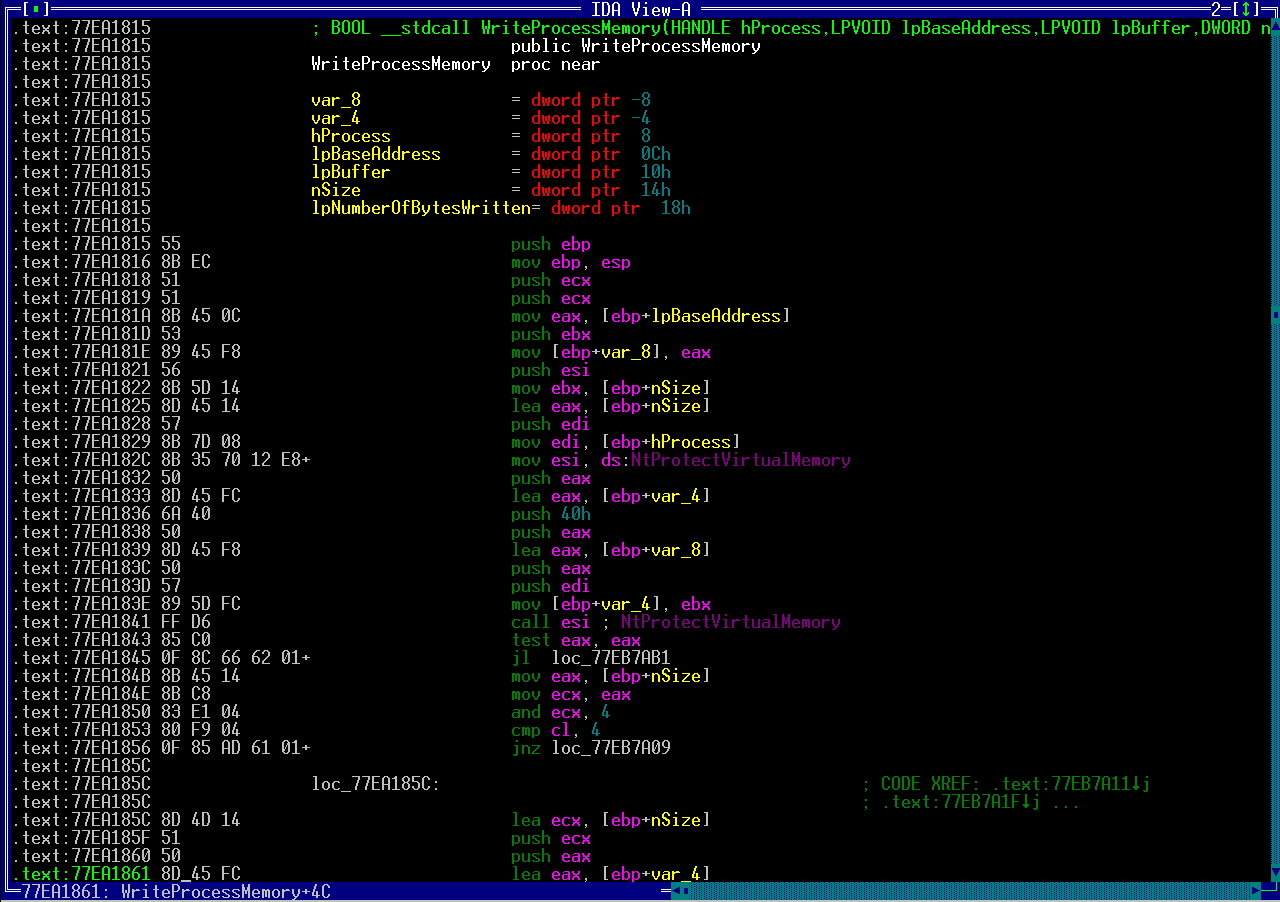 [■] IDA View-A 2 [↕]
.text:77EA1815 ; BOOL __stdcall WriteProcessMemory(HANDLE hProcess,LPVOID lpBaseAddress,LPVOID lpBuffer,DWORD n
.text:77EA1815 public WriteProcessMemory
.text:77EA1815 WriteProcessMemory proc near
.text:77EA1815
.text:77EA1815 var_8 = dword ptr -8
.text:77EA1815 var_4 = dword ptr -4
.text:77EA1815 hProcess = dword ptr 8
.text:77EA1815 lpBaseAddress = dword ptr 0Ch
.text:77EA1815 lpBuffer = dword ptr 10h
.text:77EA1815 nSize = dword ptr 14h
.text:77EA1815 lpNumberOfBytesWritten= dword ptr 18h
.text:77EA1815
.text:77EA1815 55 push ebp
.text:77EA1816 8B EC mov ebp, esp
.text:77EA1818 51 push ecx
.text:77EA1819 51 push ecx
.text:77EA181A 8B 45 0C mov eax, [ebp+lpBaseAddress]
.text:77EA181D 53 push ebx
.text:77EA181E 89 45 F8 mov [ebp+var_8], eax
.text:77EA1821 56 push esi
.text:77EA1822 8B 5D 14 mov ebx, [ebp+nSize]
.text:77EA1825 8D 45 14 lea eax, [ebp+nSize]
.text:77EA1828 57 push edi
.text:77EA1829 8B 7D 08 mov edi, [ebp+hProcess]
.text:77EA182C 8B 35 70 12 E8+ mov esi, ds:NtProtectVirtualMemory
.text:77EA1832 50 push eax
.text:77EA1833 8D 45 FC lea eax, [ebp+var_4]
.text:77EA1836 6A 40 push 40h
.text:77EA1838 50 push eax
.text:77EA1839 8D 45 F8 lea eax, [ebp+var_8]
.text:77EA183C 50 push eax
.text:77EA183D 57 push edi
.text:77EA183E 89 5D FC mov [ebp+var_4], ebx
.text:77EA1841 FF D6 call esi ; NtProtectVirtualMemory
.text:77EA1843 85 C0 test eax, eax
.text:77EA1845 0F 8C 66 62 01+ jl loc_77EB7AB1
.text:77EA184B 8B 45 14 mov eax, [ebp+nSize]
.text:77EA184E 8B C8 mov ecx, eax
.text:77EA1850 83 E1 04 and ecx, 4
.text:77EA1853 80 F9 04 cmp cl, 4
.text:77EA1856 0F 85 AD 61 01+ jnz loc_77EB7A09
.text:77EA185C
.text:77EA185C loc_77EA185C: ; CODE XREF: .text:77EB7A11↓j
.text:77EA185C ; .text:77EB7A1F↓j ...
.text:77EA185C 8D 4D 14 lea ecx, [ebp+nSize]
.text:77EA185F 51 push ecx
.text:77EA1860 50 push eax
.text:77EA1861 8D_45 FC lea eax, [ebp+var_4]
77EA1861: WriteProcessMemory+4C